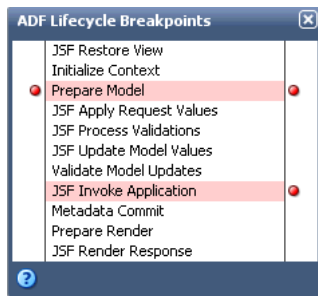 ADF Lifecycle Breakpoints
JSF Restore View
Initialize Context
Prepare Model
JSF Apply Request Values
JSF Process Validations
JSF Update Model Values
Validate Model Updates
JSF Invoke Application
Metadata Commit
Prepare Render
JSF Render Response
?